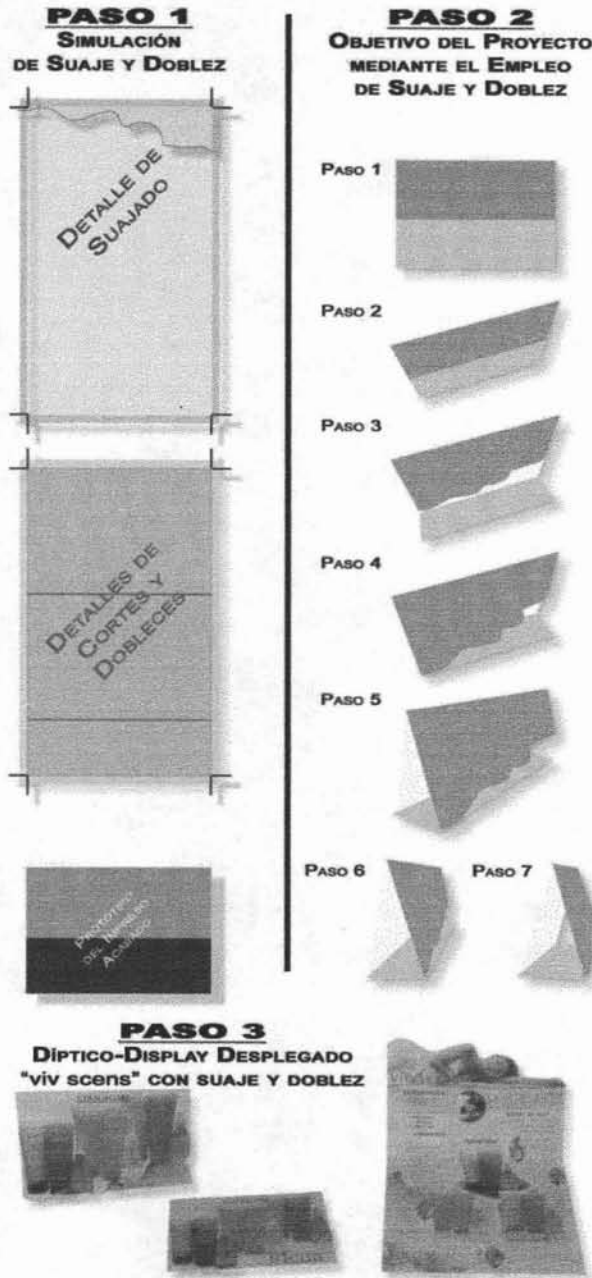 PASO 1
SIMULACIÓN
DE SUAJE Y DOBLEZ
DETALLE DE
SUAJADO
DETALLES DE
CORTES Y
DOBLECES
PROTOTIPO
DEL IMPRESO
ACABADO
PASO 2
OBJETIVO DEL PROYECTO
MEDIANTE EL EMPLEO
DE SUAJE Y DOBLEZ
PASO 1
PASO 2
PASO 3
PASO 4
PASO 5
PASO 6
PASO 7
PASO 3
DÍPTICO-DISPLAY DESPLEGADO
"viv scens" CON SUAJE Y DOBLEZ